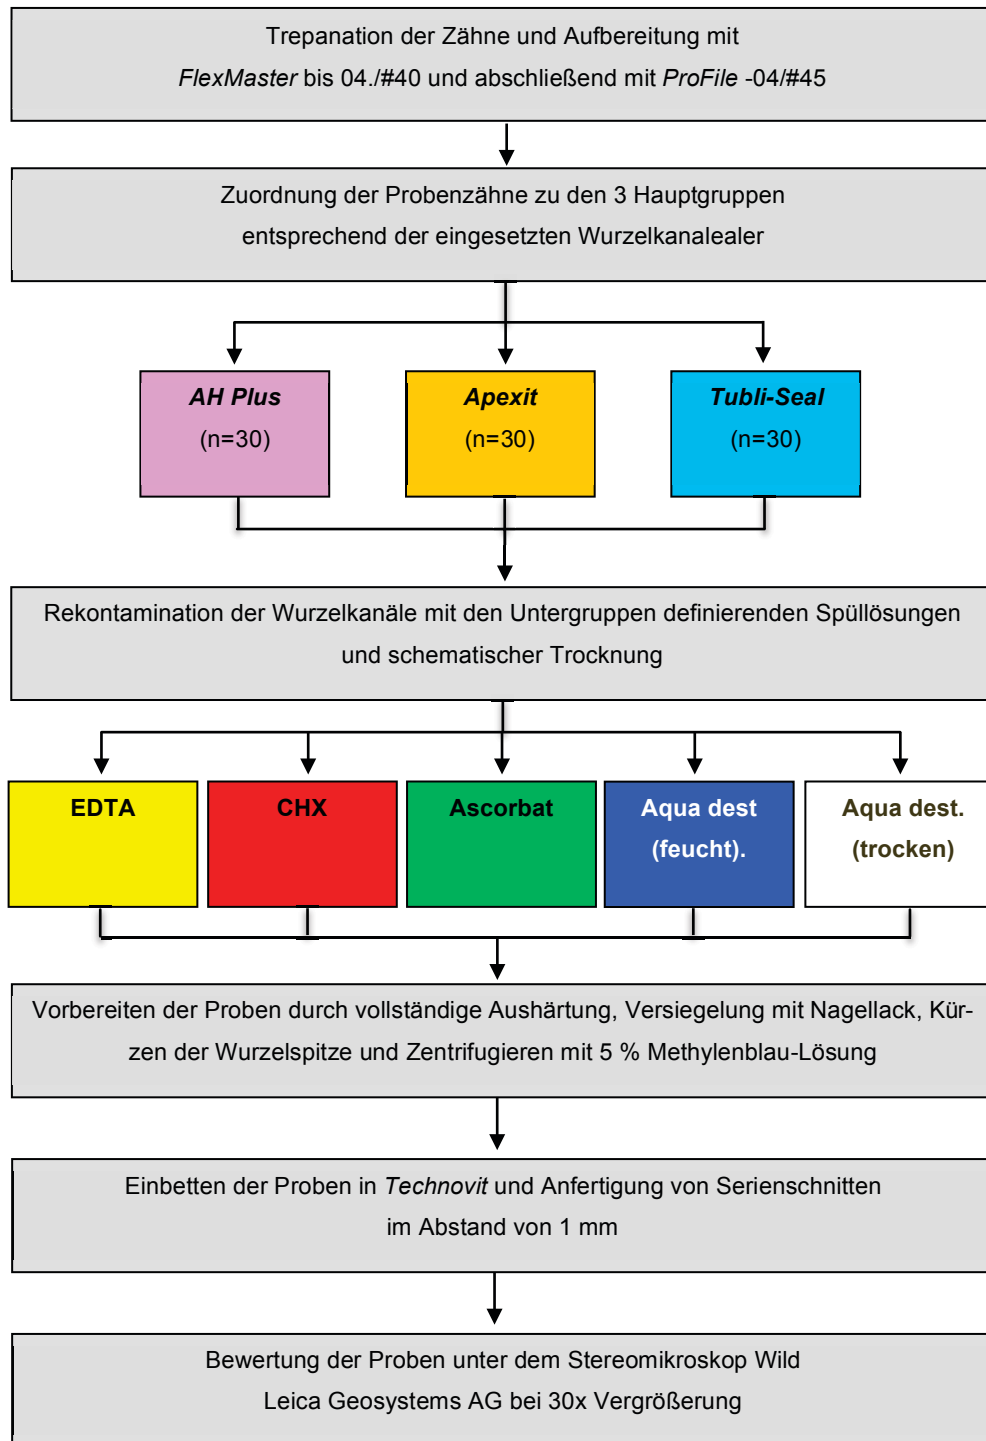 Trepanation der Zähne und Aufbereitung mit
FlexMaster bis 04./#40 und abschließend mit ProFile -04/#45
Zuordnung der Probenzähne zu den 3 Hauptgruppen
entsprechend der eingesetzten Wurzelkanalealer
AH Plus
(n=30)
Apexit
(n=30)
Tubli-Seal
(n=30)
Rekontamination der Wurzelkanäle mit den Untergruppen definierenden Spüllösungen
und schematischer Trocknung
EDTA
CHX
Ascorbat
Aqua dest
(feucht).
Aqua dest.
(trocken)
Vorbereiten der Proben durch vollständige Aushärtung, Versiegelung mit Nagellack, Kür-
zen der Wurzelspitze und Zentrifugieren mit 5 % Methylenblau-Lösung
Einbetten der Proben in Technovit und Anfertigung von Serienschnitten
im Abstand von 1 mm
Bewertung der Proben unter dem Stereomikroskop Wild
Leica Geosystems AG bei 30x Vergrößerung